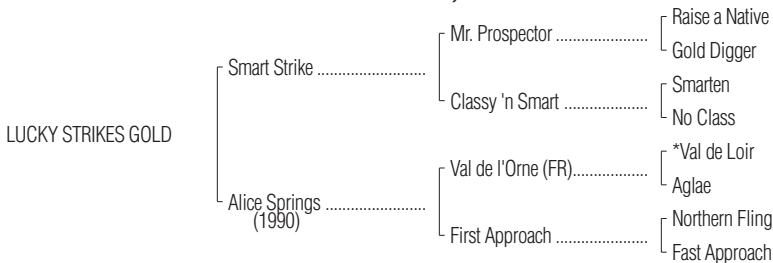 Raise a Native
Mr. Prospector ......................
Gold Digger
Smart Strike .........................
Smarten
Classy 'n Smart ....................
No Class
LUCKY STRIKES GOLD
*Val de Loir
Val de l'Orne (FR)..................
Aglae
Alice Springs .......................
(1990)
Northern Fling
First Approach ......................
Fast Approach